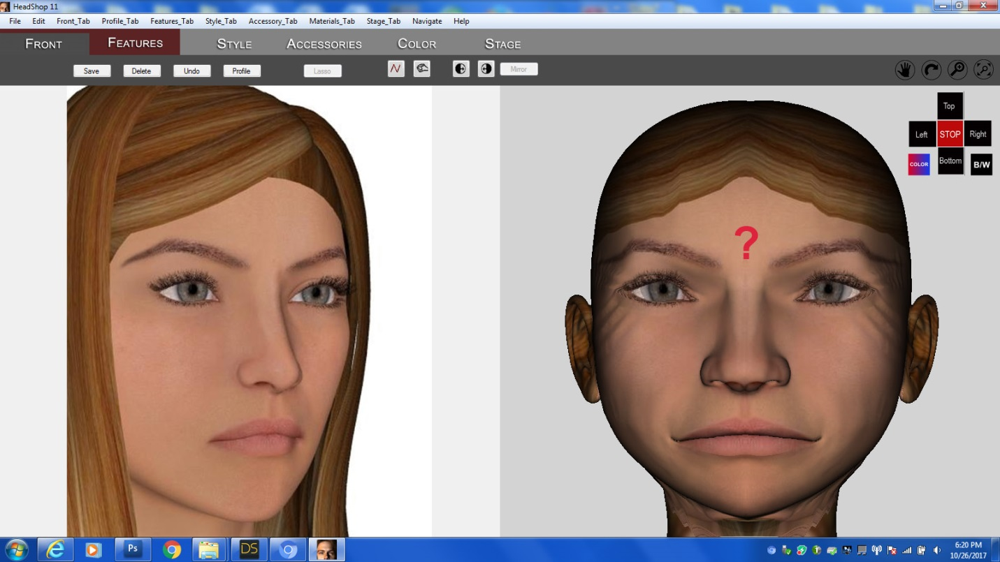 HeadShop 11
File Edit Front_Tab Profile_Tab Features_Tab Style_Tab Accessory_Tab Materials_Tab Stage_Tab Navigate Help
FRONT FEATURES STYLE ACCESSORIES COLOR STAGE
Save Delete Undo Profile Lasso Mirror
Top
Left STOP Right
COLOR Bottom B/W
?
Ps DS
6:20 PM
10/26/2017